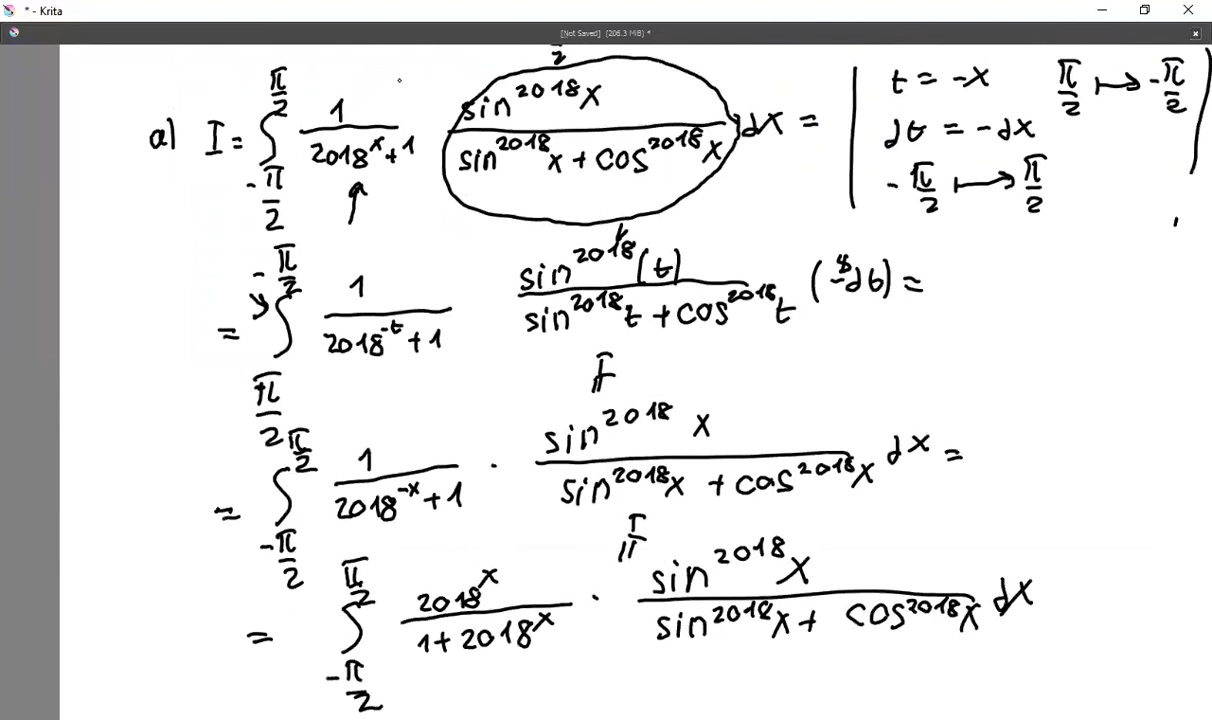 * - Krita
[Not Saved] (206.3 MiB) *
a) I = ∫_{-π/2}^{π/2} 1/(2018^x + 1) (sin^2018 x)/(sin^2018 x + cos^2018 x) dx = | t = -x π/2 ↦ -π/2
dt = -dx
-π/2 ↦ π/2 |
= ∫_{π/2}^{-π/2} 1/(2018^{-t} + 1) (sin^2018 (t))/(sin^2018 t + cos^2018 t) (-dt) =
= ∫_{-π/2}^{π/2} 1/(2018^{-x} + 1) · (sin^2018 x)/(sin^2018 x + cos^2018 x) dx =
= ∫_{-π/2}^{π/2} 2018^x/(1 + 2018^x) · (sin^2018 x)/(sin^2018 x + cos^2018 x) dx